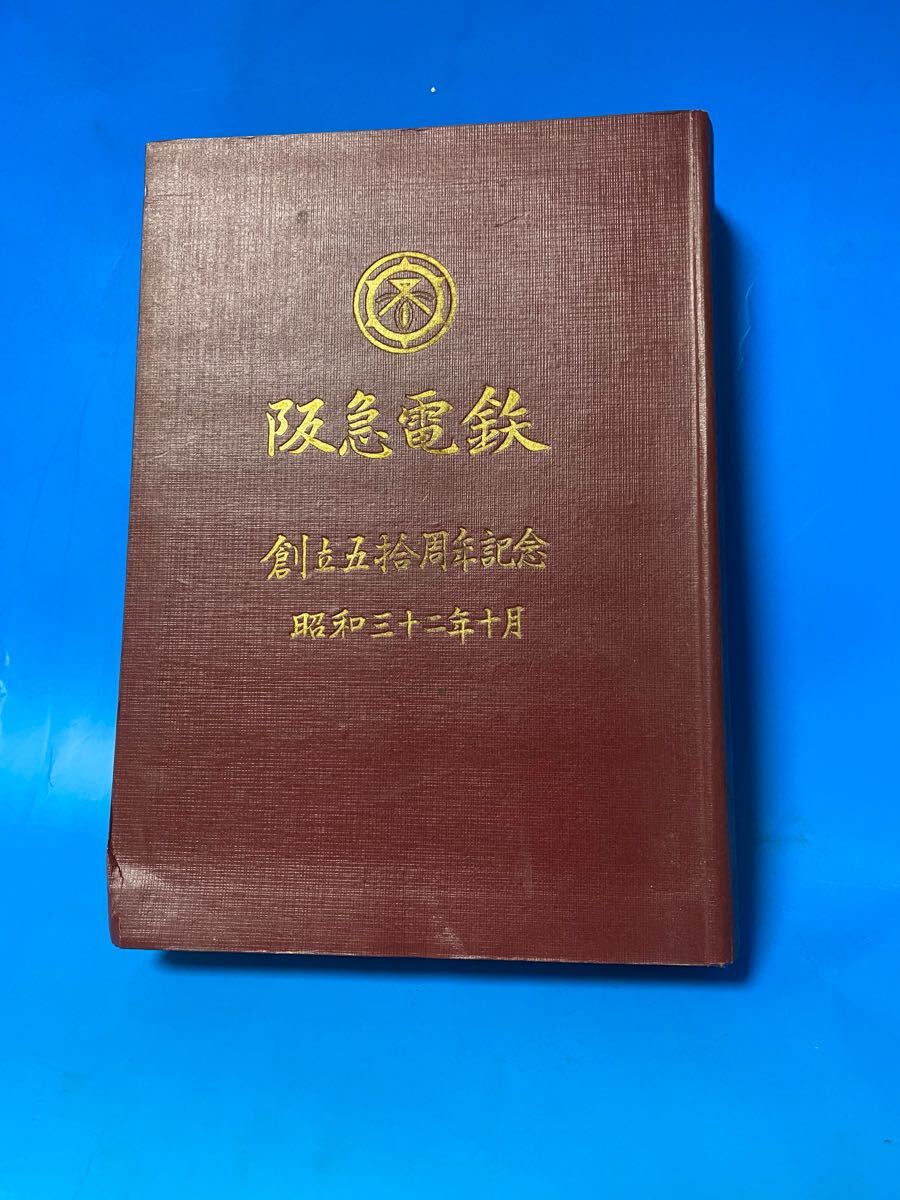 阪急電鉄
創立五拾周年記念
昭和三十二年十月